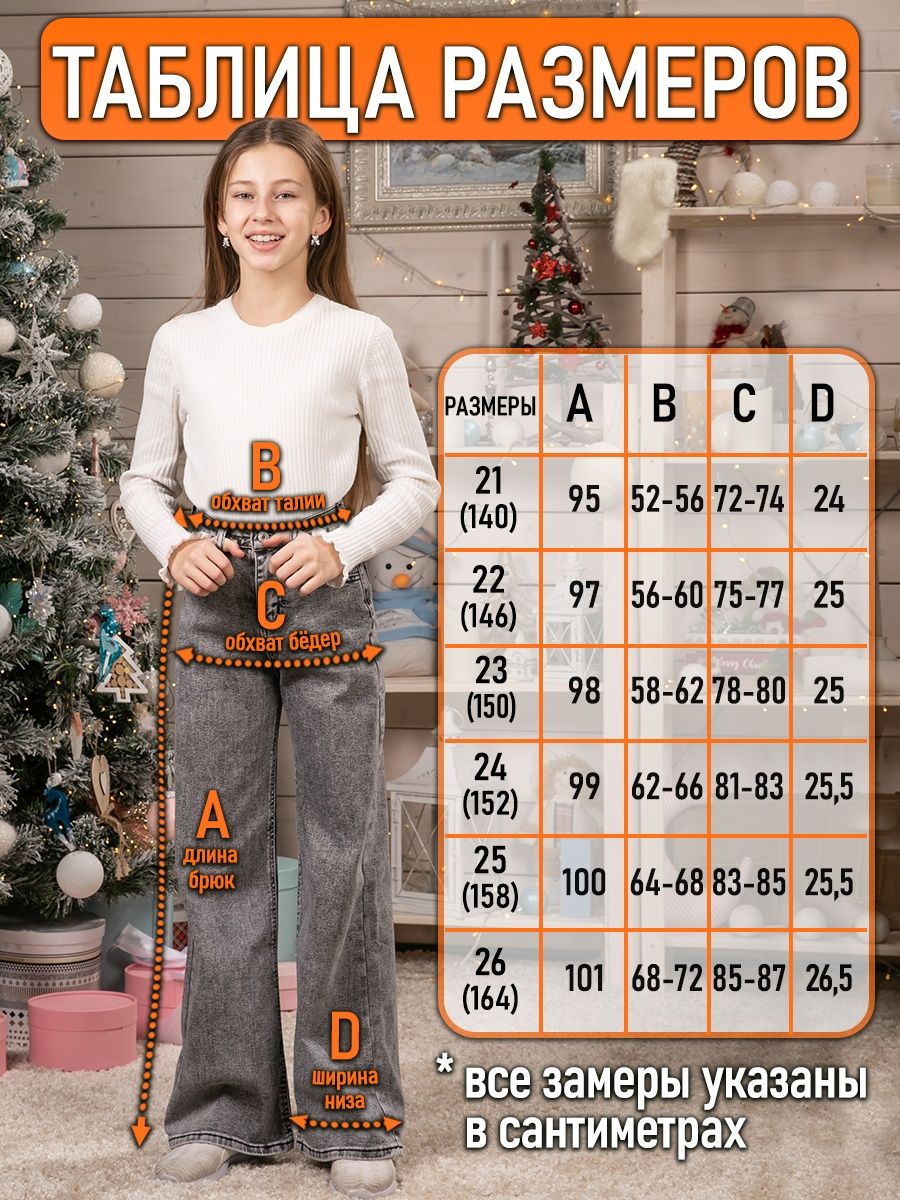 ТАБЛИЦА РАЗМЕРОВ
РАЗМЕРЫ A B C D
21 (140) 95 52-56 72-74 24
22 (146) 97 56-60 75-77 25
23 (150) 98 58-62 78-80 25
24 (152) 99 62-66 81-83 25,5
25 (158) 100 64-68 83-85 25,5
26 (164) 101 68-72 85-87 26,5
B
обхват талии
C
обхват бёдер
A
длина
брюк
D
ширина
низа
* все замеры указаны
в сантиметрах